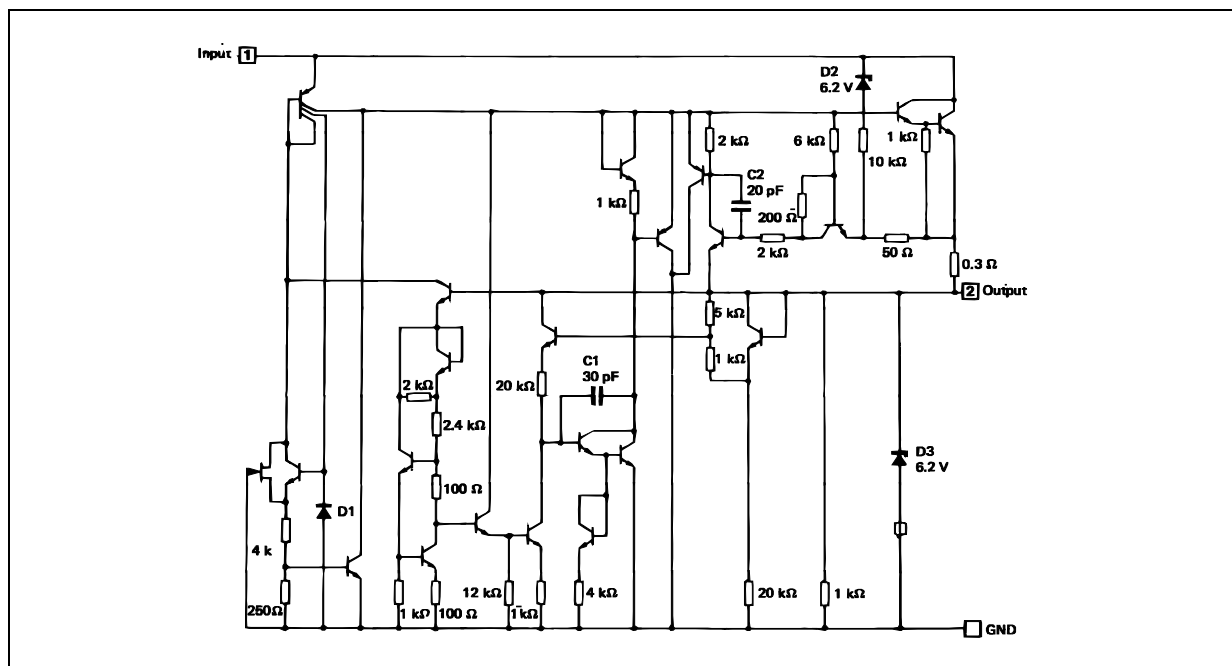 Input 1
D2
6.2 V
2 kΩ
6 kΩ
1 kΩ
10 kΩ
C2
20 pF
1 kΩ
200 Ω
2 kΩ
50 Ω
0.3 Ω
2 Output
5 kΩ
C1
30 pF
1 kΩ
2 kΩ
20 kΩ
2.4 kΩ
D3
6.2 V
100 Ω
D1
4 k
250Ω
1 kΩ
100 Ω
12 kΩ
1 kΩ
4 kΩ
20 kΩ
1 kΩ
GND